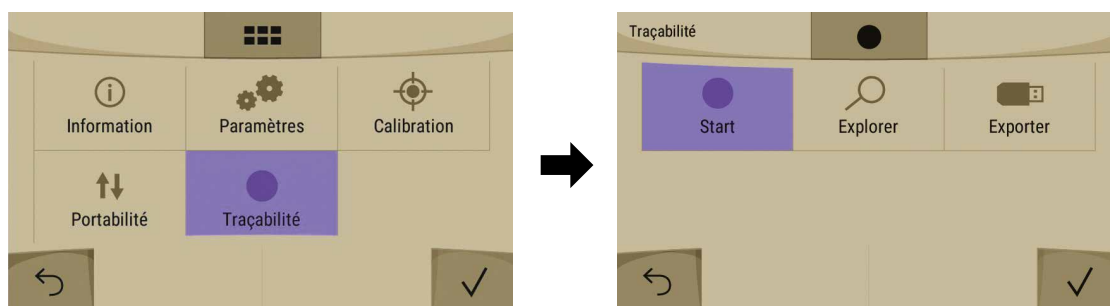 Information
Paramètres
Calibration
Portabilité
Traçabilité
Traçabilité
Start
Explorer
Exporter